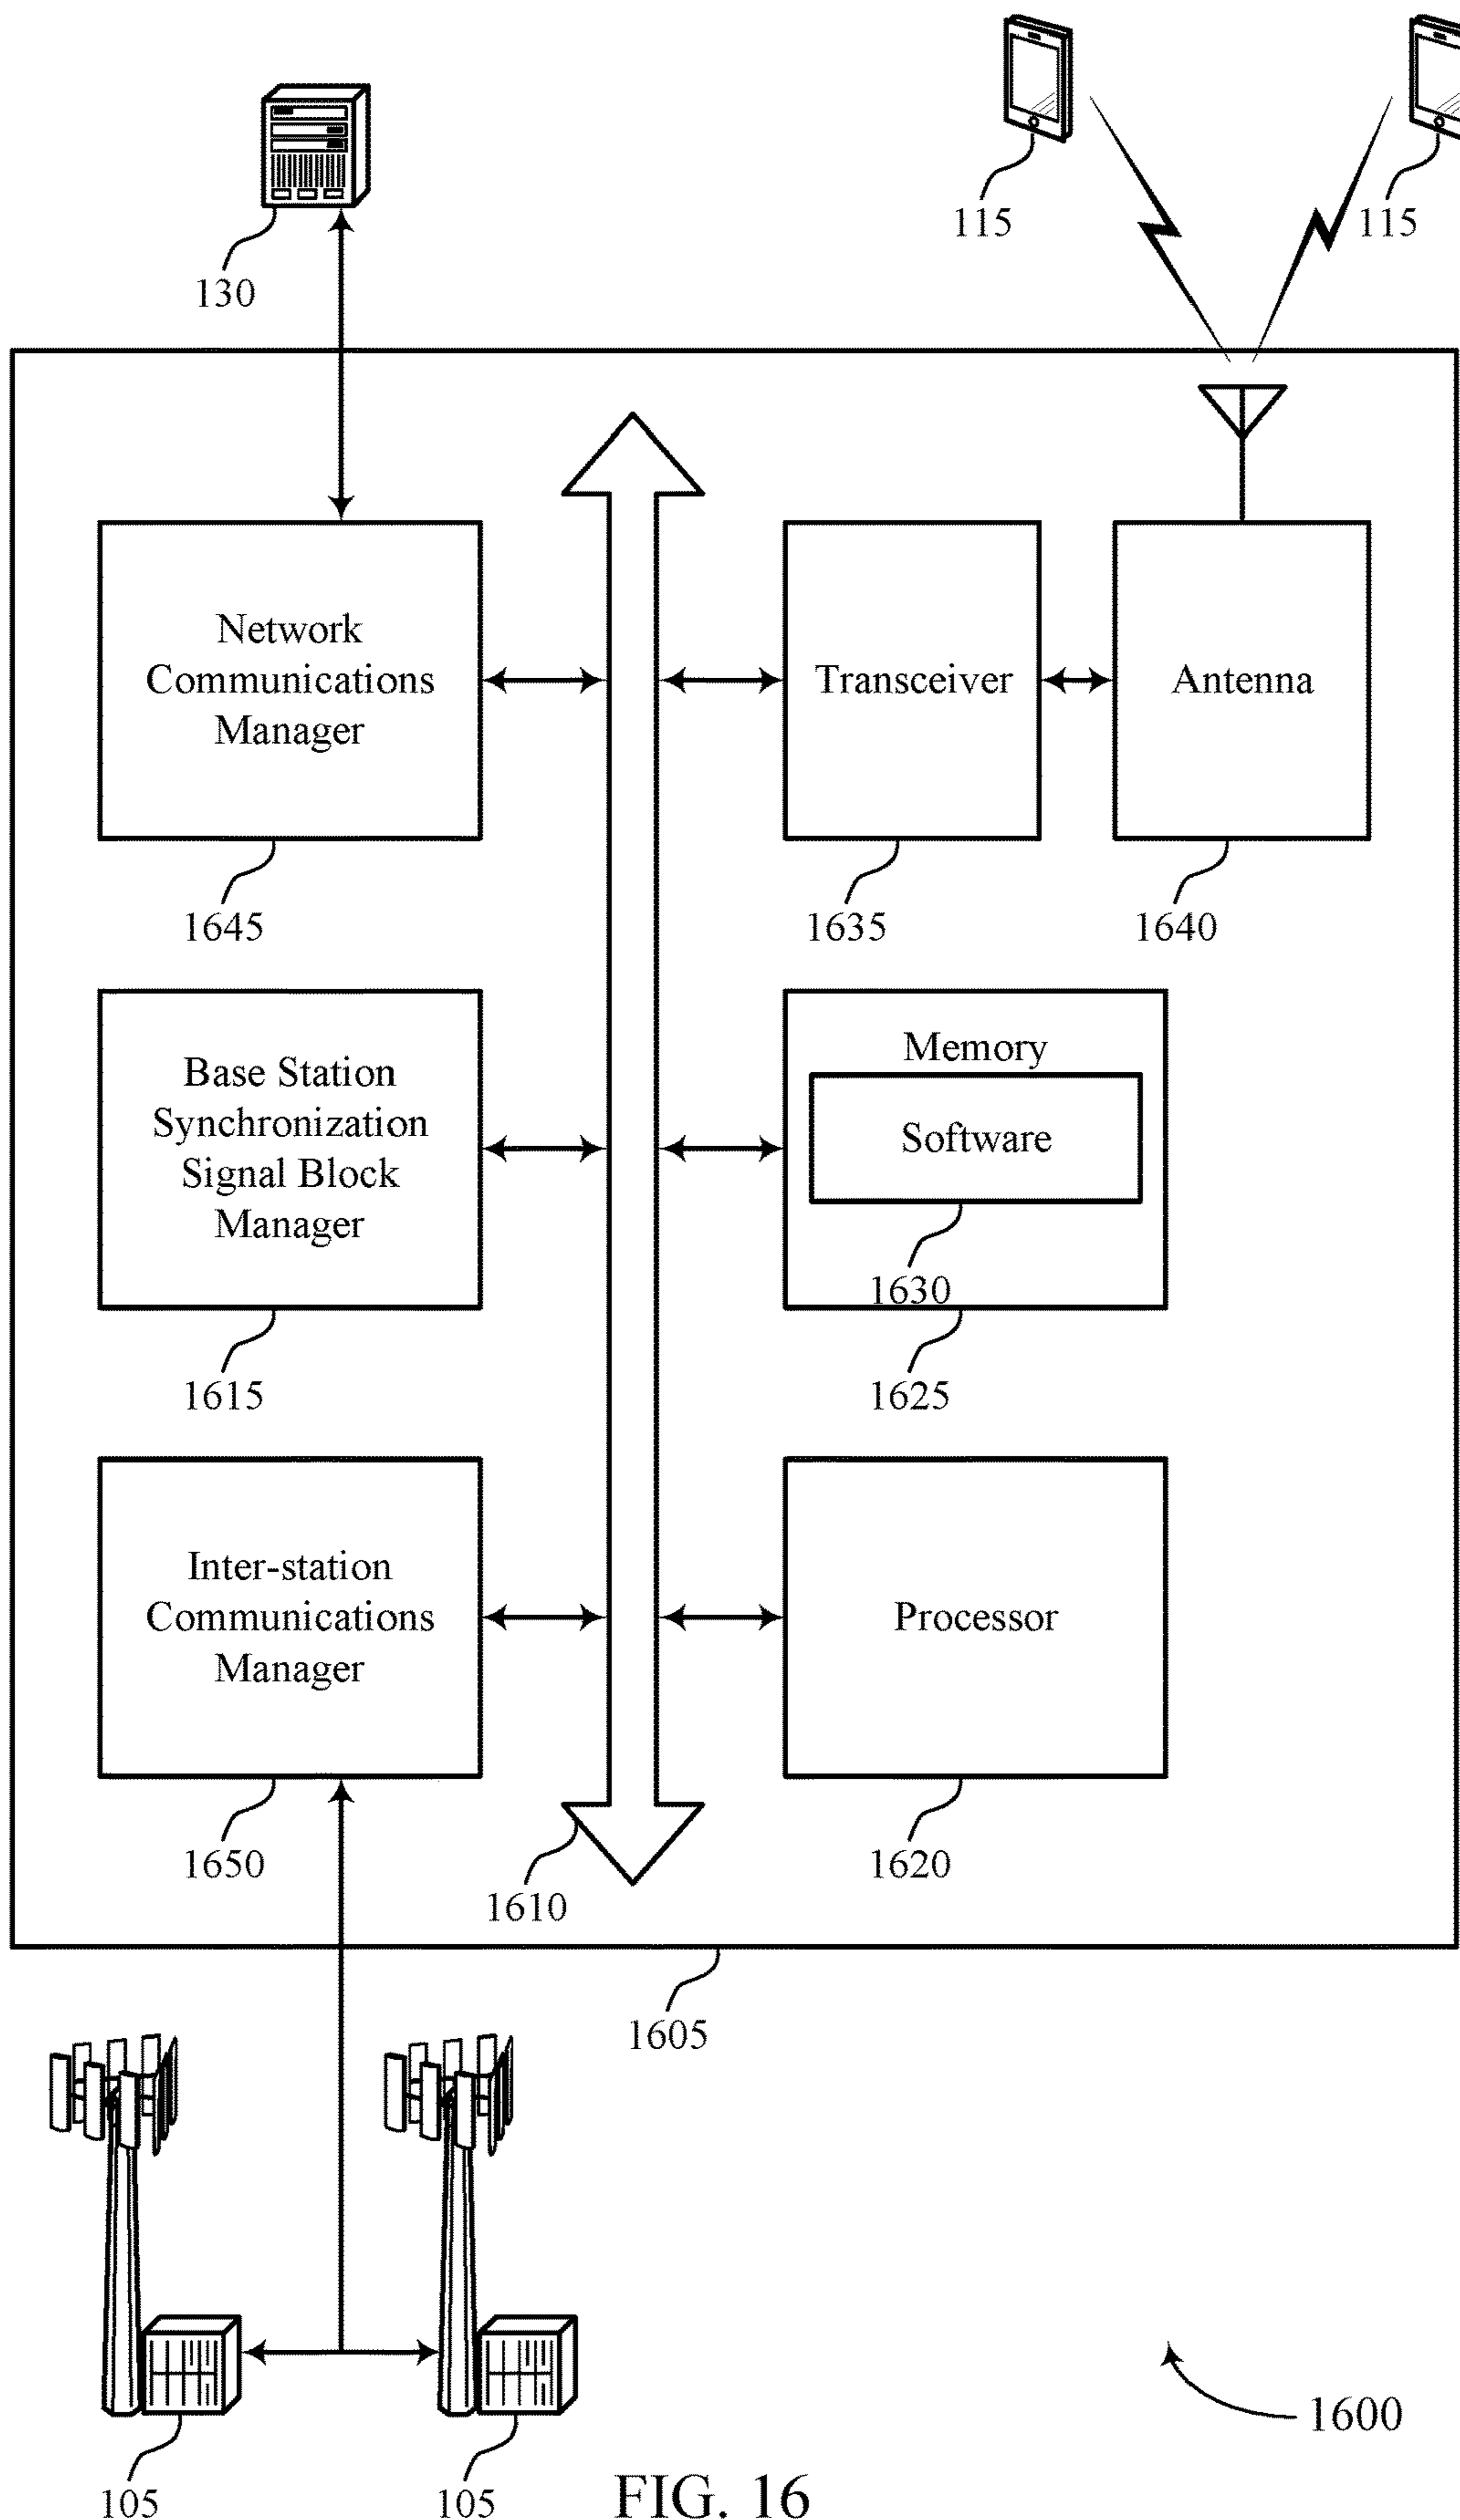 130
115
115
Network
Communications
Manager
Transceiver
Antenna
1645
1635
1640
Base Station
Synchronization
Signal Block
Manager
Memory
Software
1630
1615
1625
Inter-station
Communications
Manager
Processor
1650
1610
1620
1605
105
105
1600
FIG. 16